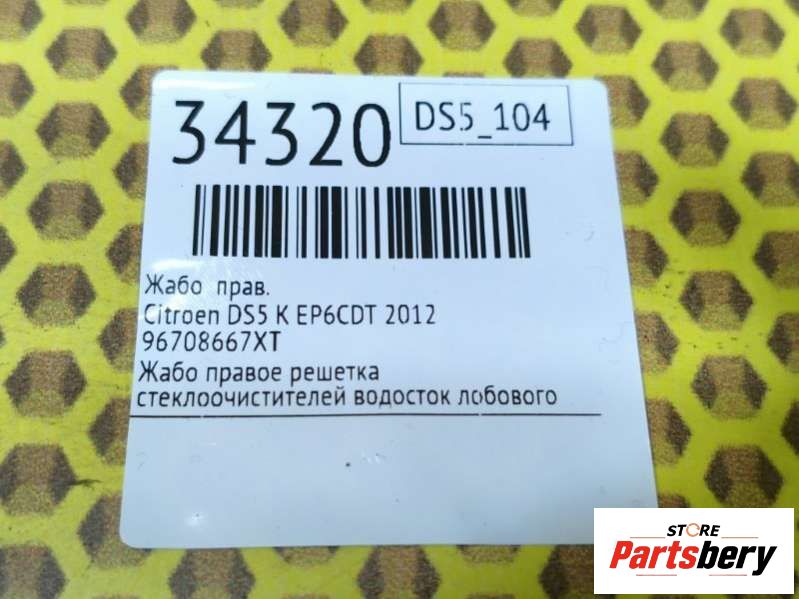 34320
DS5_104
Жабо прав.
Citroen DS5 K EP6CDT 2012
96708667XT
Жабо правое решетка
стеклоочистителей водосток лобового
STORE
Partsbery